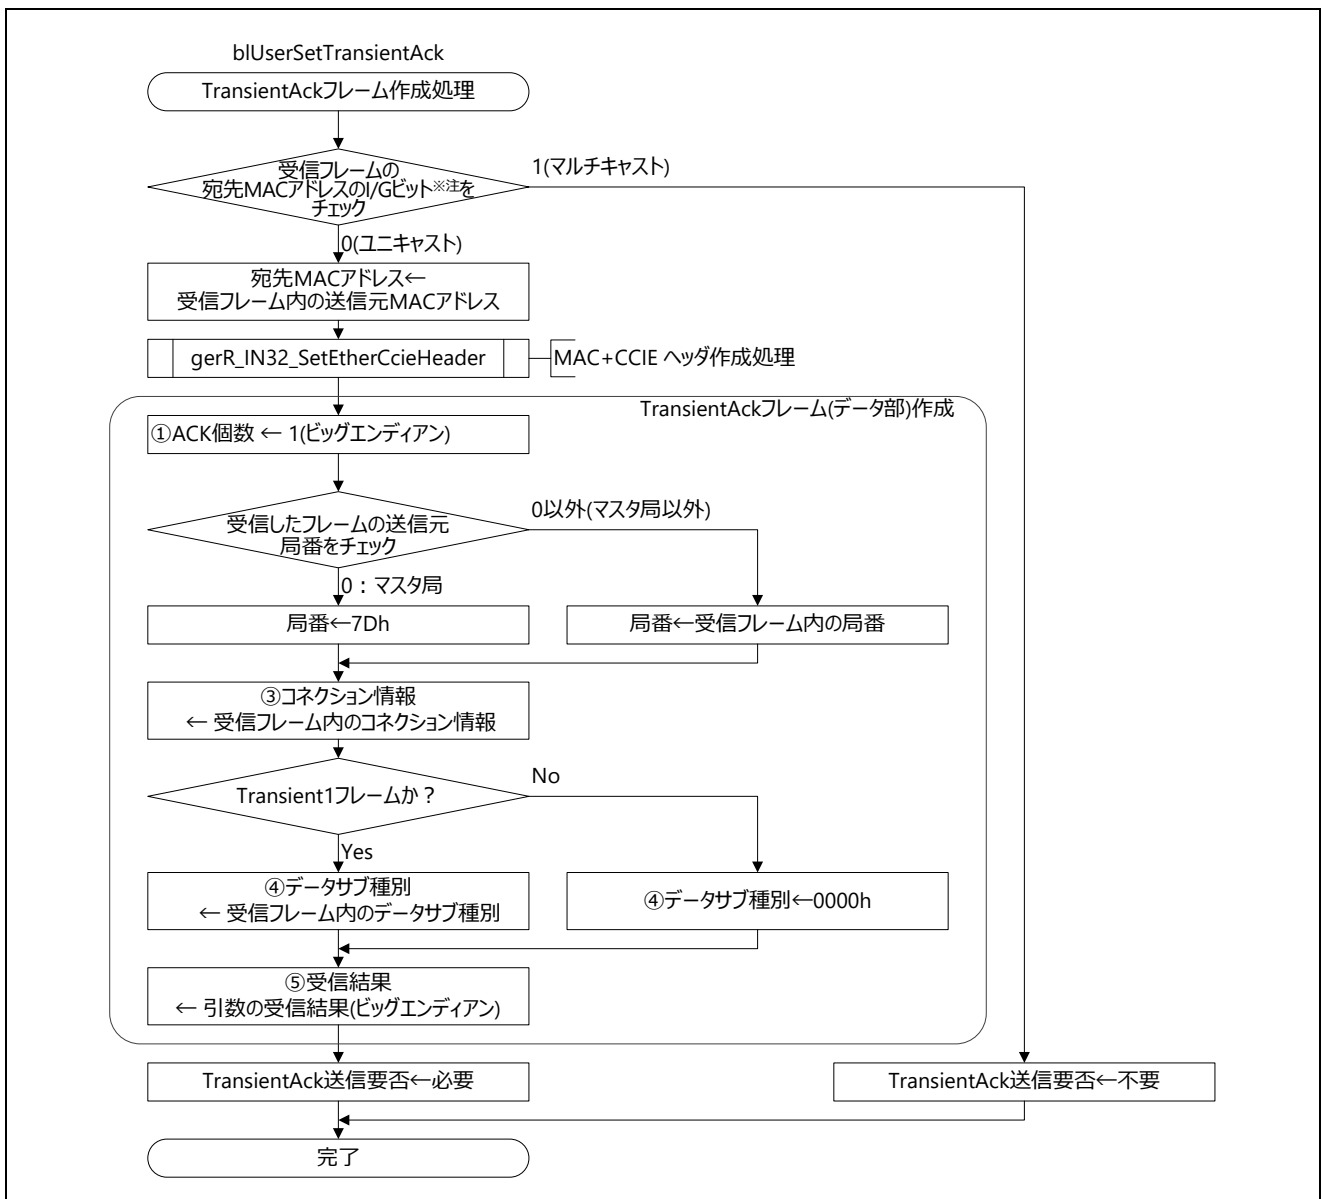 blUserSetTransientAck
TransientAckフレーム作成処理
受信フレームの
宛先MACアドレスのI/Gビット※注を
チェック
1(マルチキャスト)
0(ユニキャスト)
宛先MACアドレス←
受信フレーム内の送信元MACアドレス
gerR_IN32_SetEtherCcieHeader
MAC+CCIE ヘッダ作成処理
TransientAckフレーム(データ部)作成
①ACK個数 ← 1(ビッグエンディアン)
受信したフレームの送信元
局番をチェック
0以外(マスタ局以外)
0：マスタ局
局番←7Dh
局番←受信フレーム内の局番
③コネクション情報
← 受信フレーム内のコネクション情報
Transient1フレームか？
No
Yes
④データサブ種別
← 受信フレーム内のデータサブ種別
④データサブ種別←0000h
⑤受信結果
← 引数の受信結果(ビッグエンディアン)
TransientAck送信要否←必要
TransientAck送信要否←不要
完了